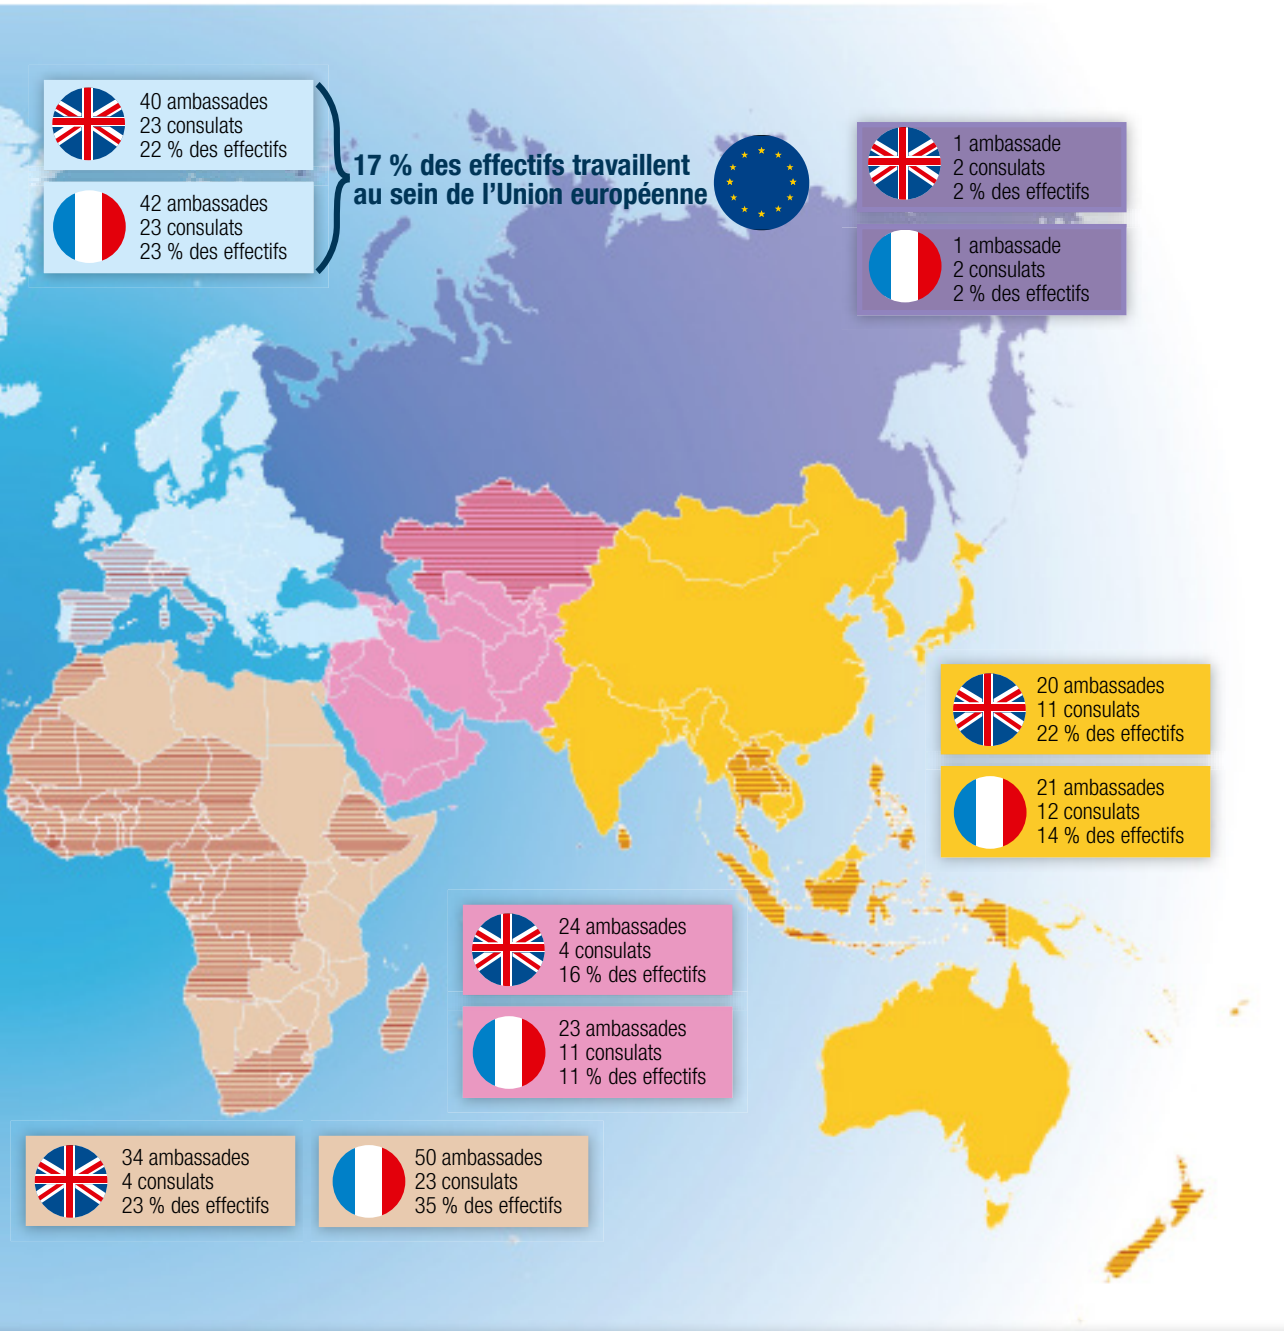 40 ambassades
23 consulats
22 % des effectifs
42 ambassades
23 consulats
23 % des effectifs
17 % des effectifs travaillent
au sein de l’Union européenne
1 ambassade
2 consulats
2 % des effectifs
1 ambassade
2 consulats
2 % des effectifs
20 ambassades
11 consulats
22 % des effectifs
21 ambassades
12 consulats
14 % des effectifs
24 ambassades
4 consulats
16 % des effectifs
23 ambassades
11 consulats
11 % des effectifs
34 ambassades
4 consulats
23 % des effectifs
50 ambassades
23 consulats
35 % des effectifs